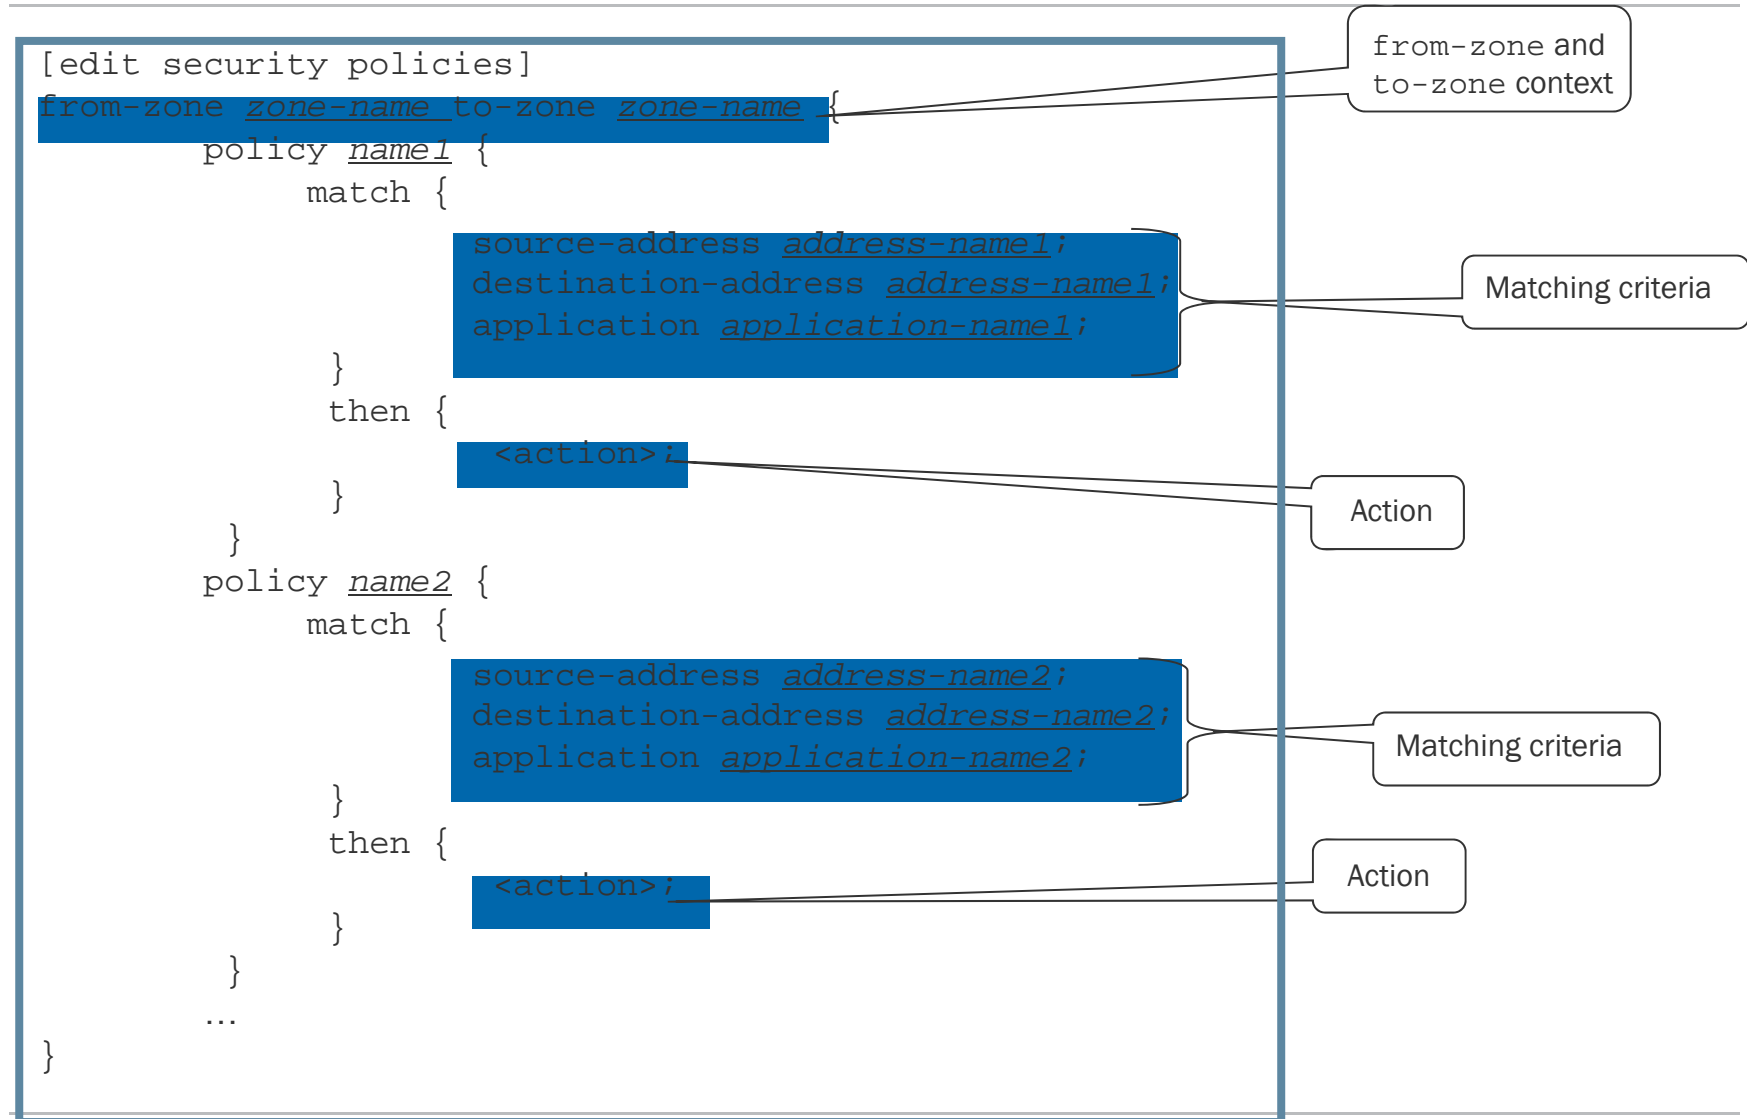 [edit security policies]
from-zone zone-name to-zone zone-name {
policy name1 {
match {
source-address address-name1;
destination-address address-name1;
application application-name1;
}
then {
<action>;
}
}
policy name2 {
match {
source-address address-name2;
destination-address address-name2;
application application-name2;
}
then {
<action>;
}
}
…
}
from-zone and
to-zone context
Matching criteria
Action
Matching criteria
Action